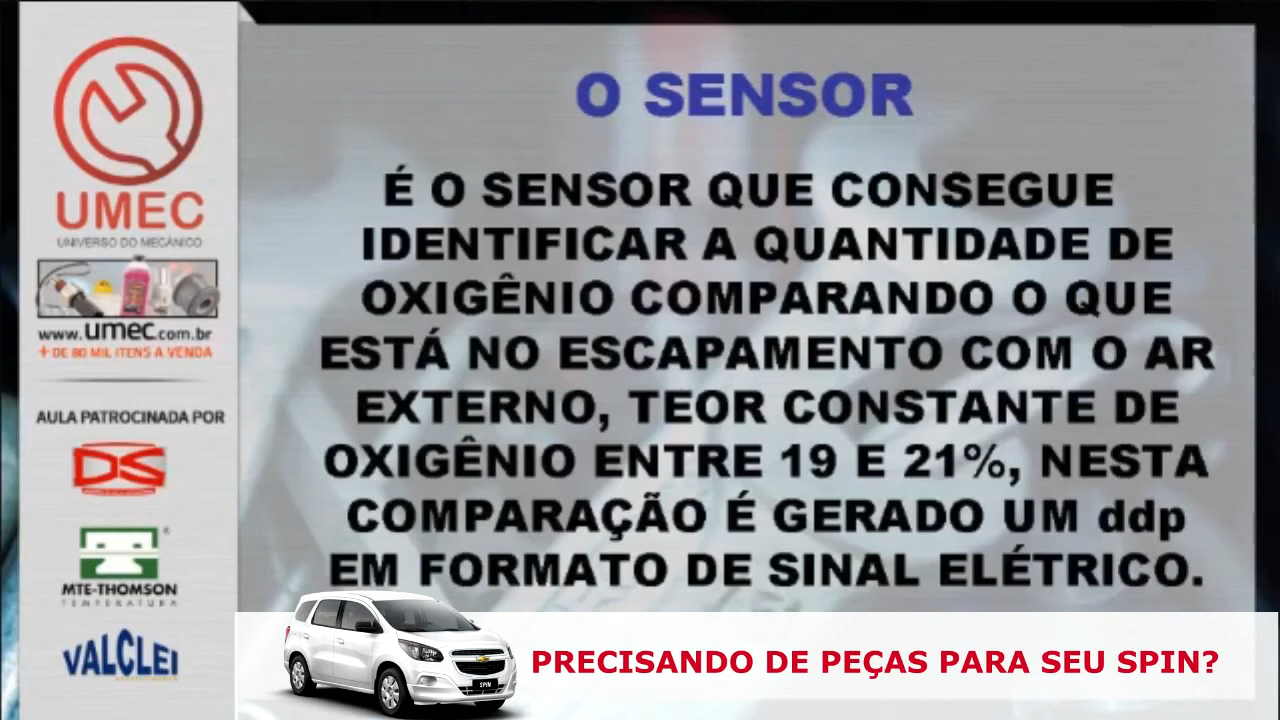 UMEC
UNIVERSO DO MECÂNICO
www.umec.com.br
+ DE 80 MIL ITENS A VENDA
AULA PATROCINADA POR
DS
MTE-THOMSON
TEMPERATURA
VALCLEI
O SENSOR
É O SENSOR QUE CONSEGUE
IDENTIFICAR A QUANTIDADE DE
OXIGÊNIO COMPARANDO O QUE
ESTÁ NO ESCAPAMENTO COM O AR
EXTERNO, TEOR CONSTANTE DE
OXIGÊNIO ENTRE 19 E 21%, NESTA
COMPARAÇÃO É GERADO UM ddp
EM FORMATO DE SINAL ELÉTRICO.
SPIN
PRECISANDO DE PEÇAS PARA SEU SPIN?